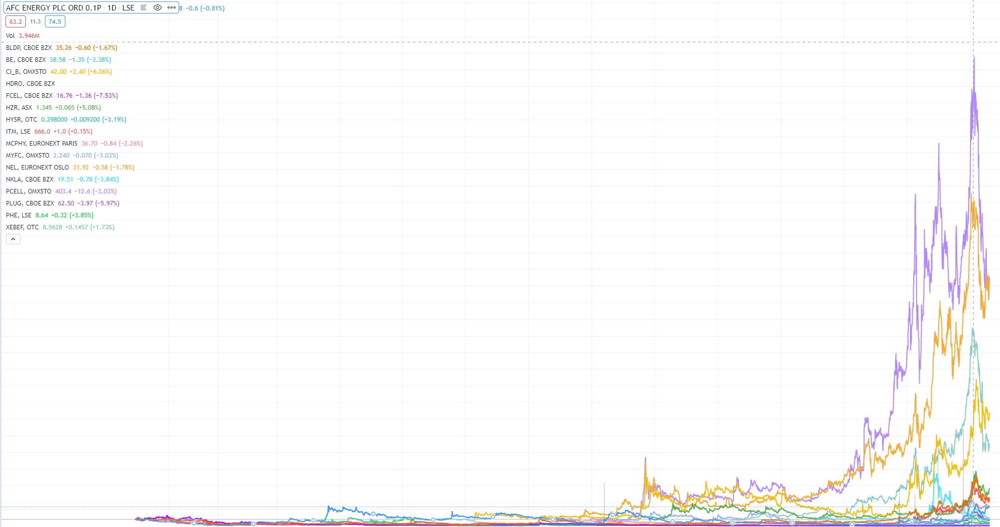 AFC ENERGY PLC ORD 0.1P · 1D · LSE 8 −0.6 (−0.81%)
63.2 11.3 74.5
Vol 3.946M
BLDP, CBOE BZX 35.26 −0.60 (−1.67%)
BE, CBOE BZX 38.58 −1.35 (−3.38%)
CI_B, OMXSTO 42.00 +2.40 (+6.06%)
HDRO, CBOE BZX
FCEL, CBOE BZX 16.76 −1.36 (−7.53%)
HZR, ASX 1.345 +0.065 (+5.08%)
HYSR, OTC 0.298000 +0.009200 (+3.19%)
ITM, LSE 666.0 +1.0 (+0.15%)
MCPHY, EURONEXT PARIS 36.70 −0.84 (−2.26%)
MYFC, OMXSTO 2.240 −0.070 (−3.03%)
NEL, EURONEXT OSLO 31.92 −0.58 (−1.78%)
NKLA, CBOE BZX 19.51 −0.78 (−3.84%)
PCELL, OMXSTO 403.4 −12.6 (−3.03%)
PLUG, CBOE BZX 62.50 −3.97 (−5.97%)
PHE, LSE 8.64 +0.32 (+3.85%)
XEBEF, OTC 8.5628 +0.1457 (+1.73%)